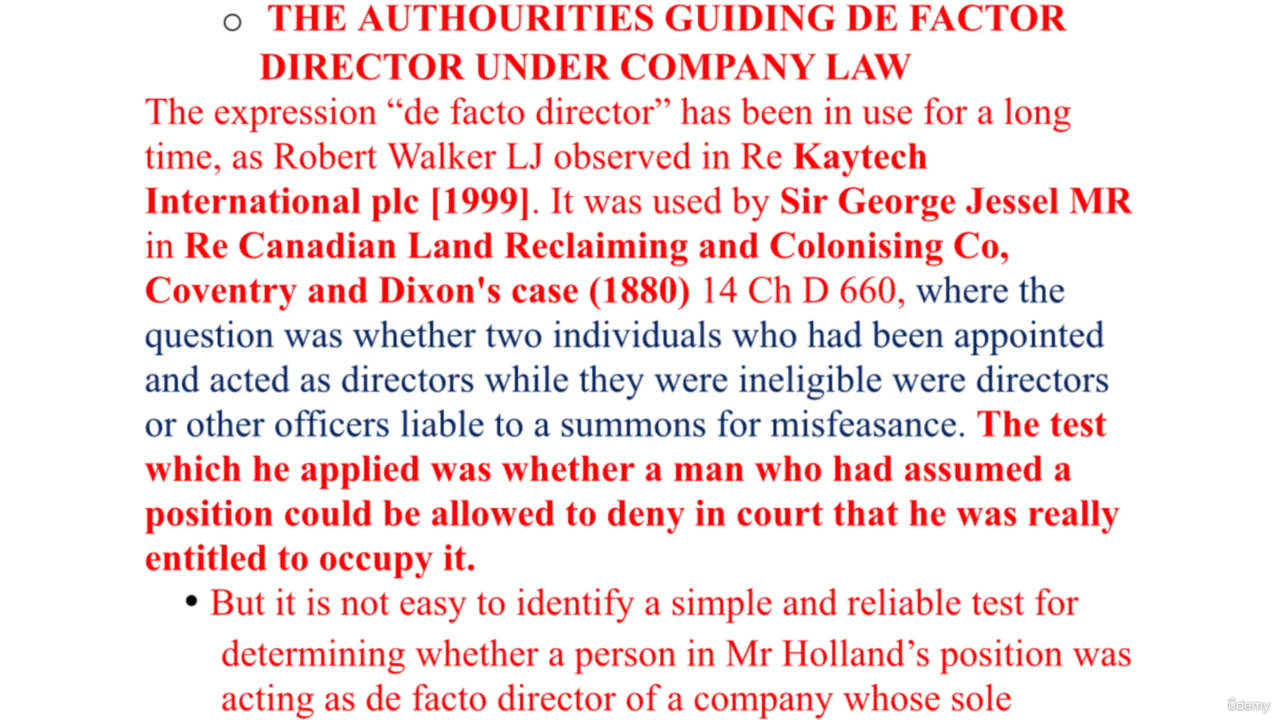 ○ THE AUTHOURITIES GUIDING DE FACTOR
DIRECTOR UNDER COMPANY LAW
The expression “de facto director” has been in use for a long
time, as Robert Walker LJ observed in Re Kaytech
International plc [1999]. It was used by Sir George Jessel MR
in Re Canadian Land Reclaiming and Colonising Co,
Coventry and Dixon's case (1880) 14 Ch D 660, where the
question was whether two individuals who had been appointed
and acted as directors while they were ineligible were directors
or other officers liable to a summons for misfeasance. The test
which he applied was whether a man who had assumed a
position could be allowed to deny in court that he was really
entitled to occupy it.
• But it is not easy to identify a simple and reliable test for
determining whether a person in Mr Holland’s position was
acting as de facto director of a company whose sole
ûdemy